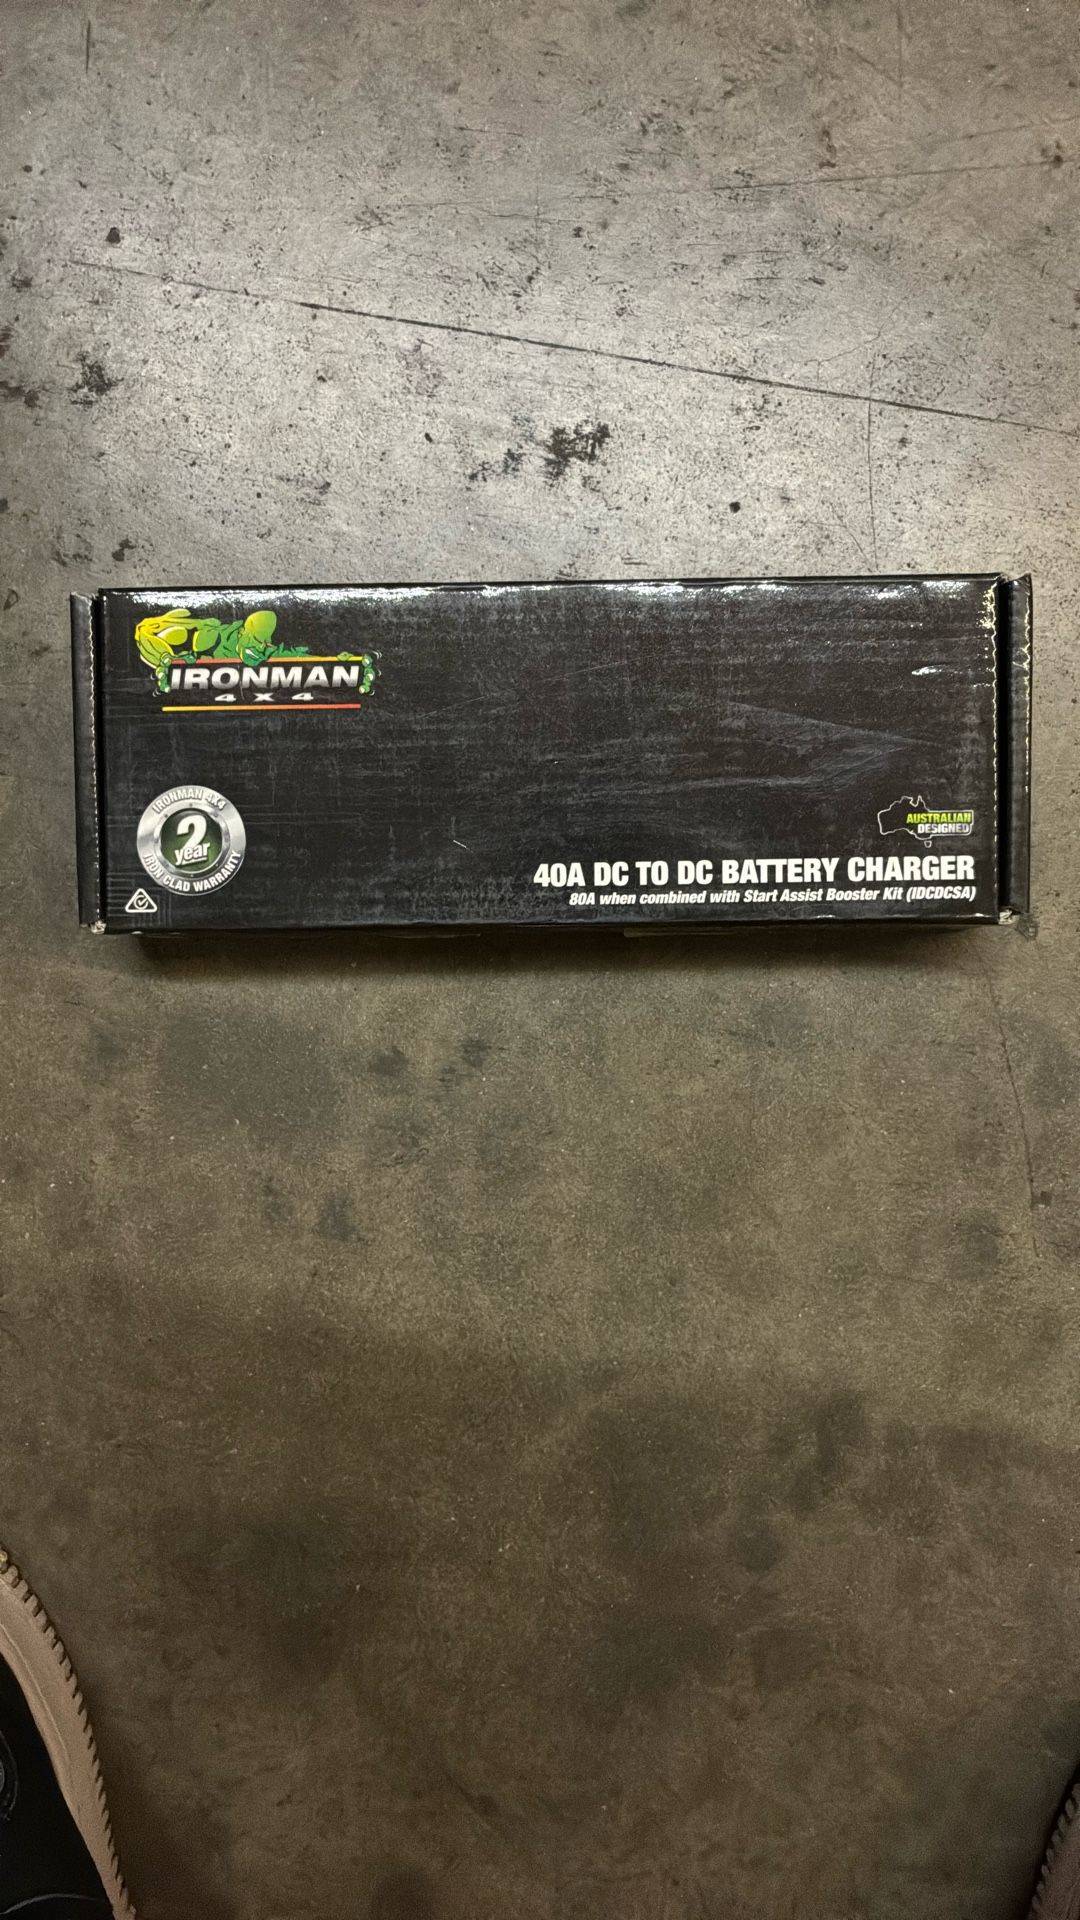 IRONMAN
4X4
IRONMAN 4X4
2
year
IRON CLAD WARRANTY
AUSTRALIAN
DESIGNED
40A DC TO DC BATTERY CHARGER
80A when combined with Start Assist Booster Kit (IDCDCSA)